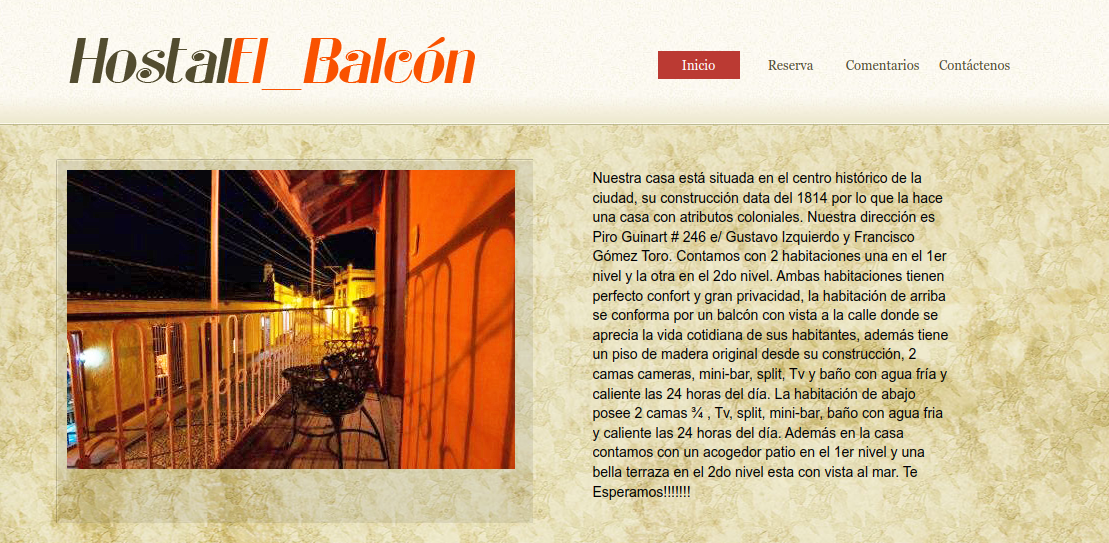 HostalEl_Balcón
Inicio Reserva Comentarios Contáctenos
Nuestra casa está situada en el centro histórico de la
ciudad, su construcción data del 1814 por lo que la hace
una casa con atributos coloniales. Nuestra dirección es
Piro Guinart # 246 e/ Gustavo Izquierdo y Francisco
Gómez Toro. Contamos con 2 habitaciones una en el 1er
nivel y la otra en el 2do nivel. Ambas habitaciones tienen
perfecto confort y gran privacidad, la habitación de arriba
se conforma por un balcón con vista a la calle donde se
aprecia la vida cotidiana de sus habitantes, además tiene
un piso de madera original desde su construcción, 2
camas cameras, mini-bar, split, Tv y baño con agua fría y
caliente las 24 horas del día. La habitación de abajo
posee 2 camas ¾ , Tv, split, mini-bar, baño con agua fria
y caliente las 24 horas del día. Además en la casa
contamos con un acogedor patio en el 1er nivel y una
bella terraza en el 2do nivel esta con vista al mar. Te
Esperamos!!!!!!!